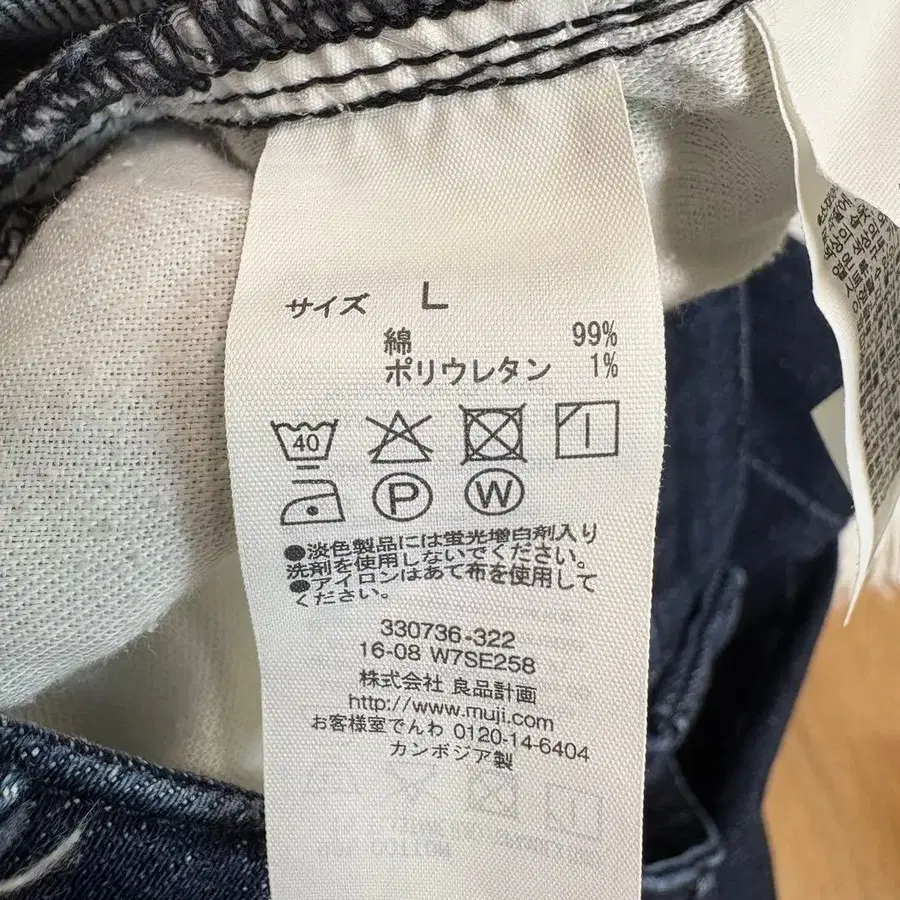 サイズ L
綿 99%
ポリウレタン 1%
40
P W
●淡色製品には蛍光増白剤入り
洗剤を使用しないでください。
●アイロンはあて布を使用して
ください。
330736-322
16-08 W7SE258
株式会社 良品計画
http://www.muji.com
お客様室でんわ 0120-14-6404
カンボジア製